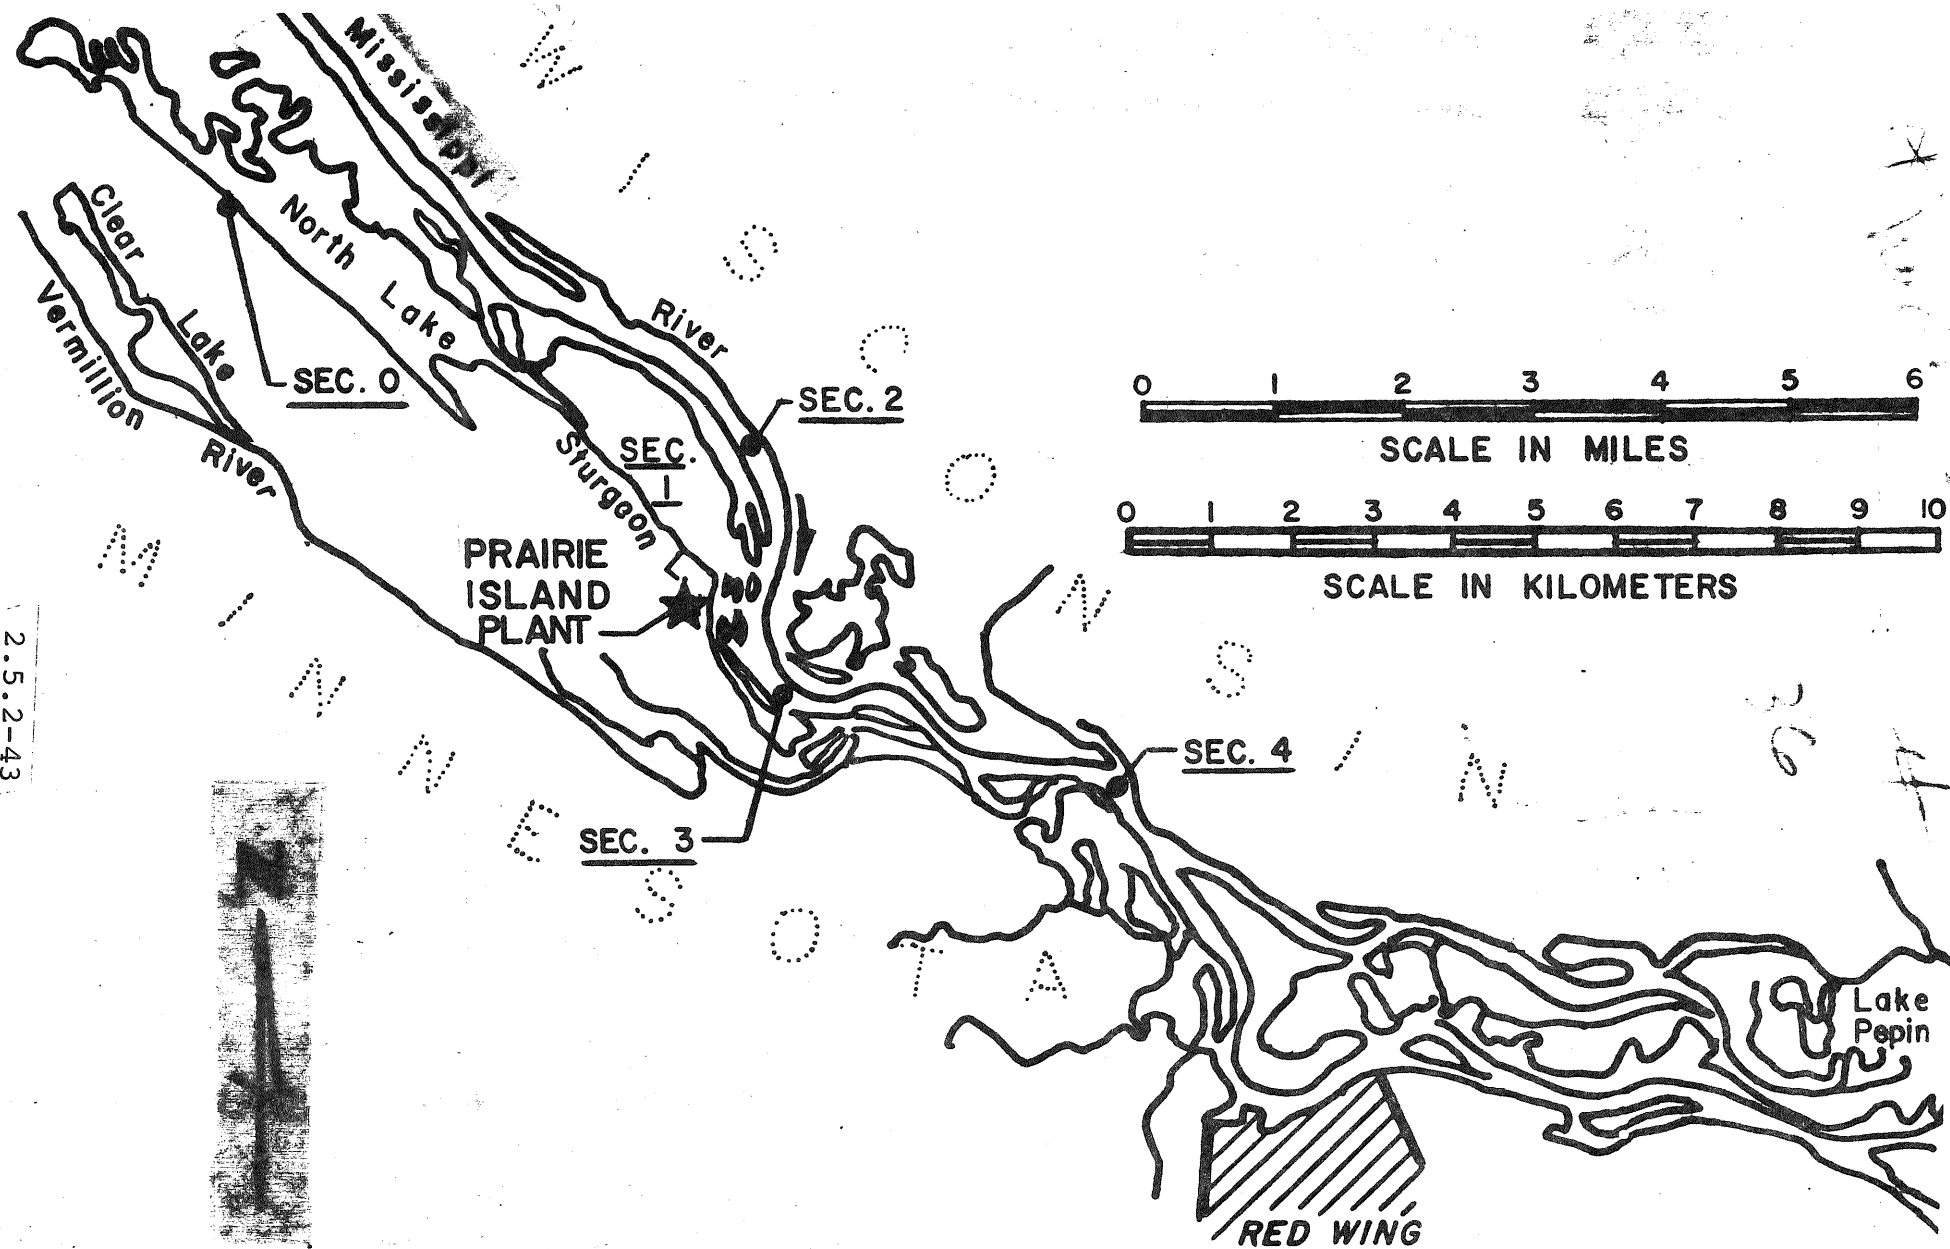 Mississippi
W I S C O N S I N
North Lake
Clear Lake
Vermillion River
River
SEC. 0
SEC. 2
SEC.
1
Sturgeon
PRAIRIE
ISLAND
PLANT
0 1 2 3 4 5 6
SCALE IN MILES
0 1 2 3 4 5 6 7 8 9 10
SCALE IN KILOMETERS
M I N N E S O T A
SEC. 4
SEC. 3
36
4
2.5.2-43
N
Lake
Pepin
RED WING